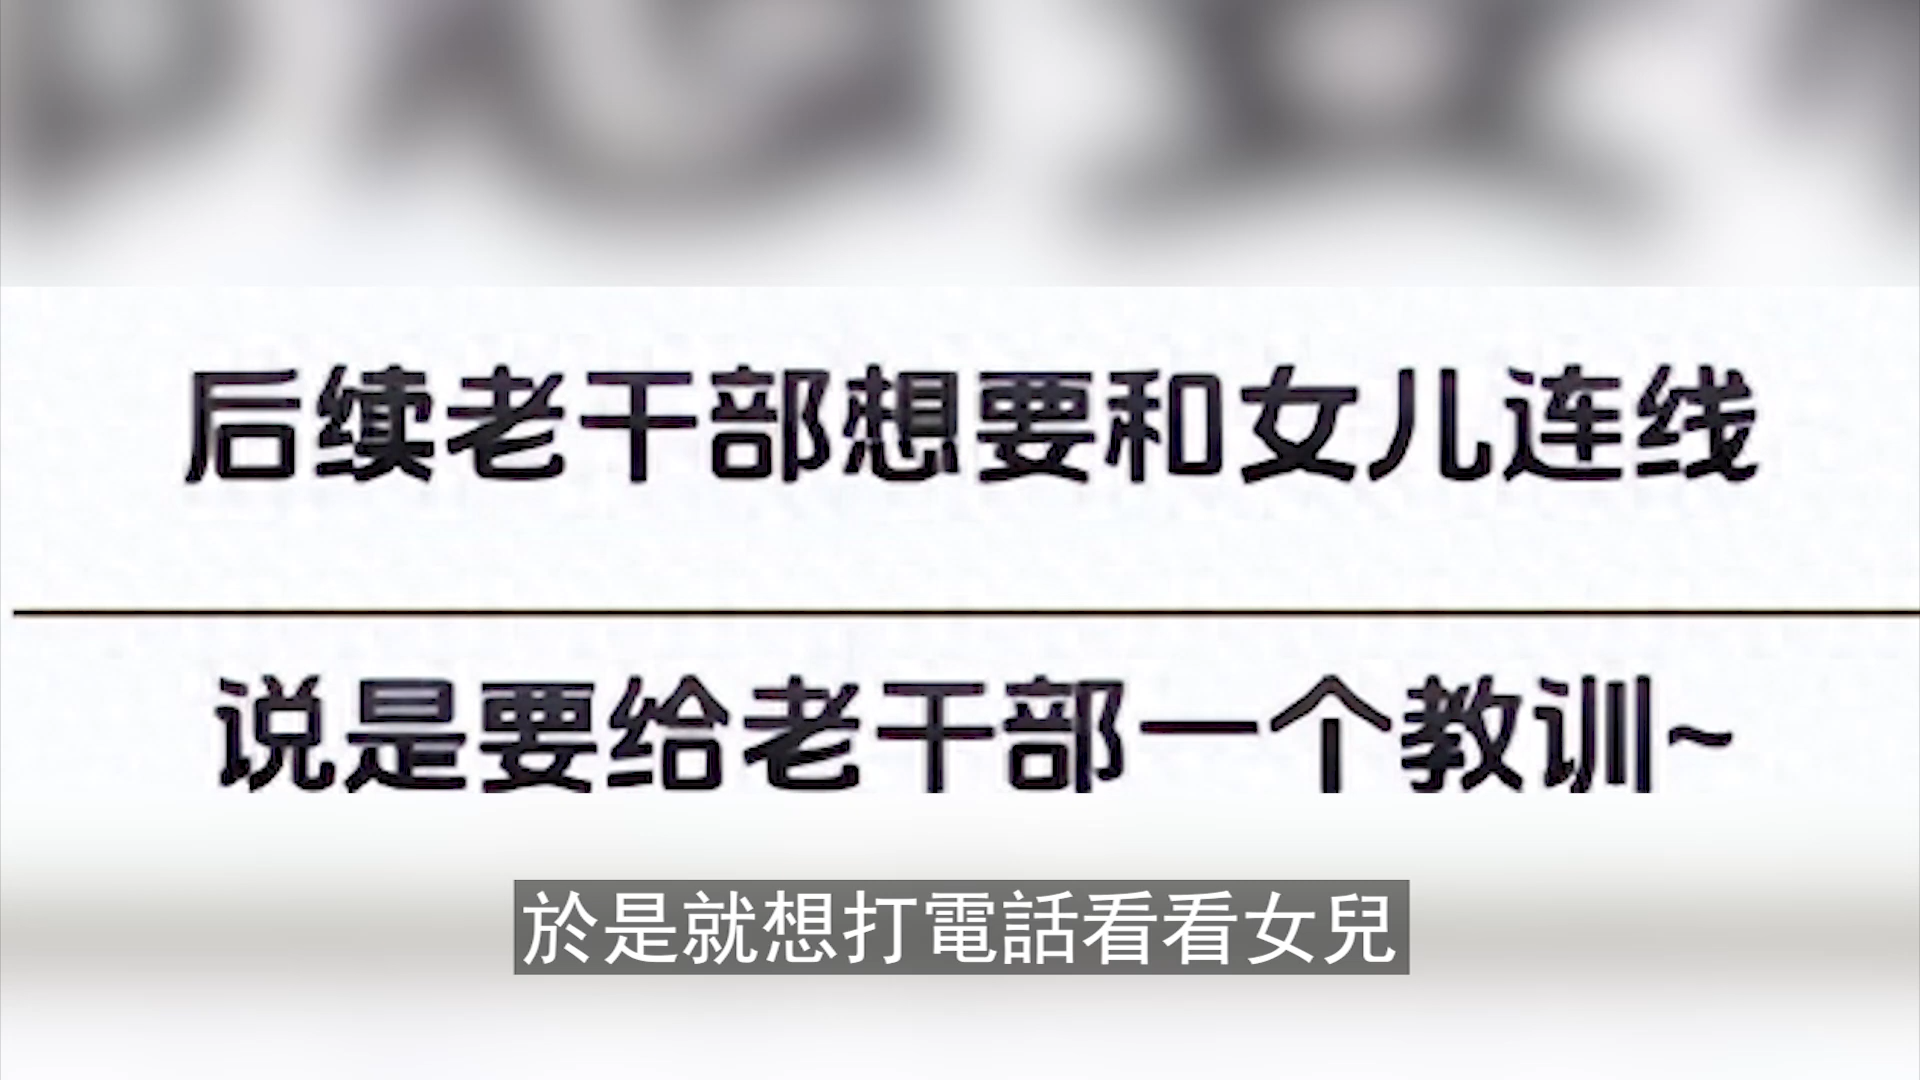 后续老干部想要和女儿连线
说是要给老干部一个教训~
於是就想打電話看看女兒